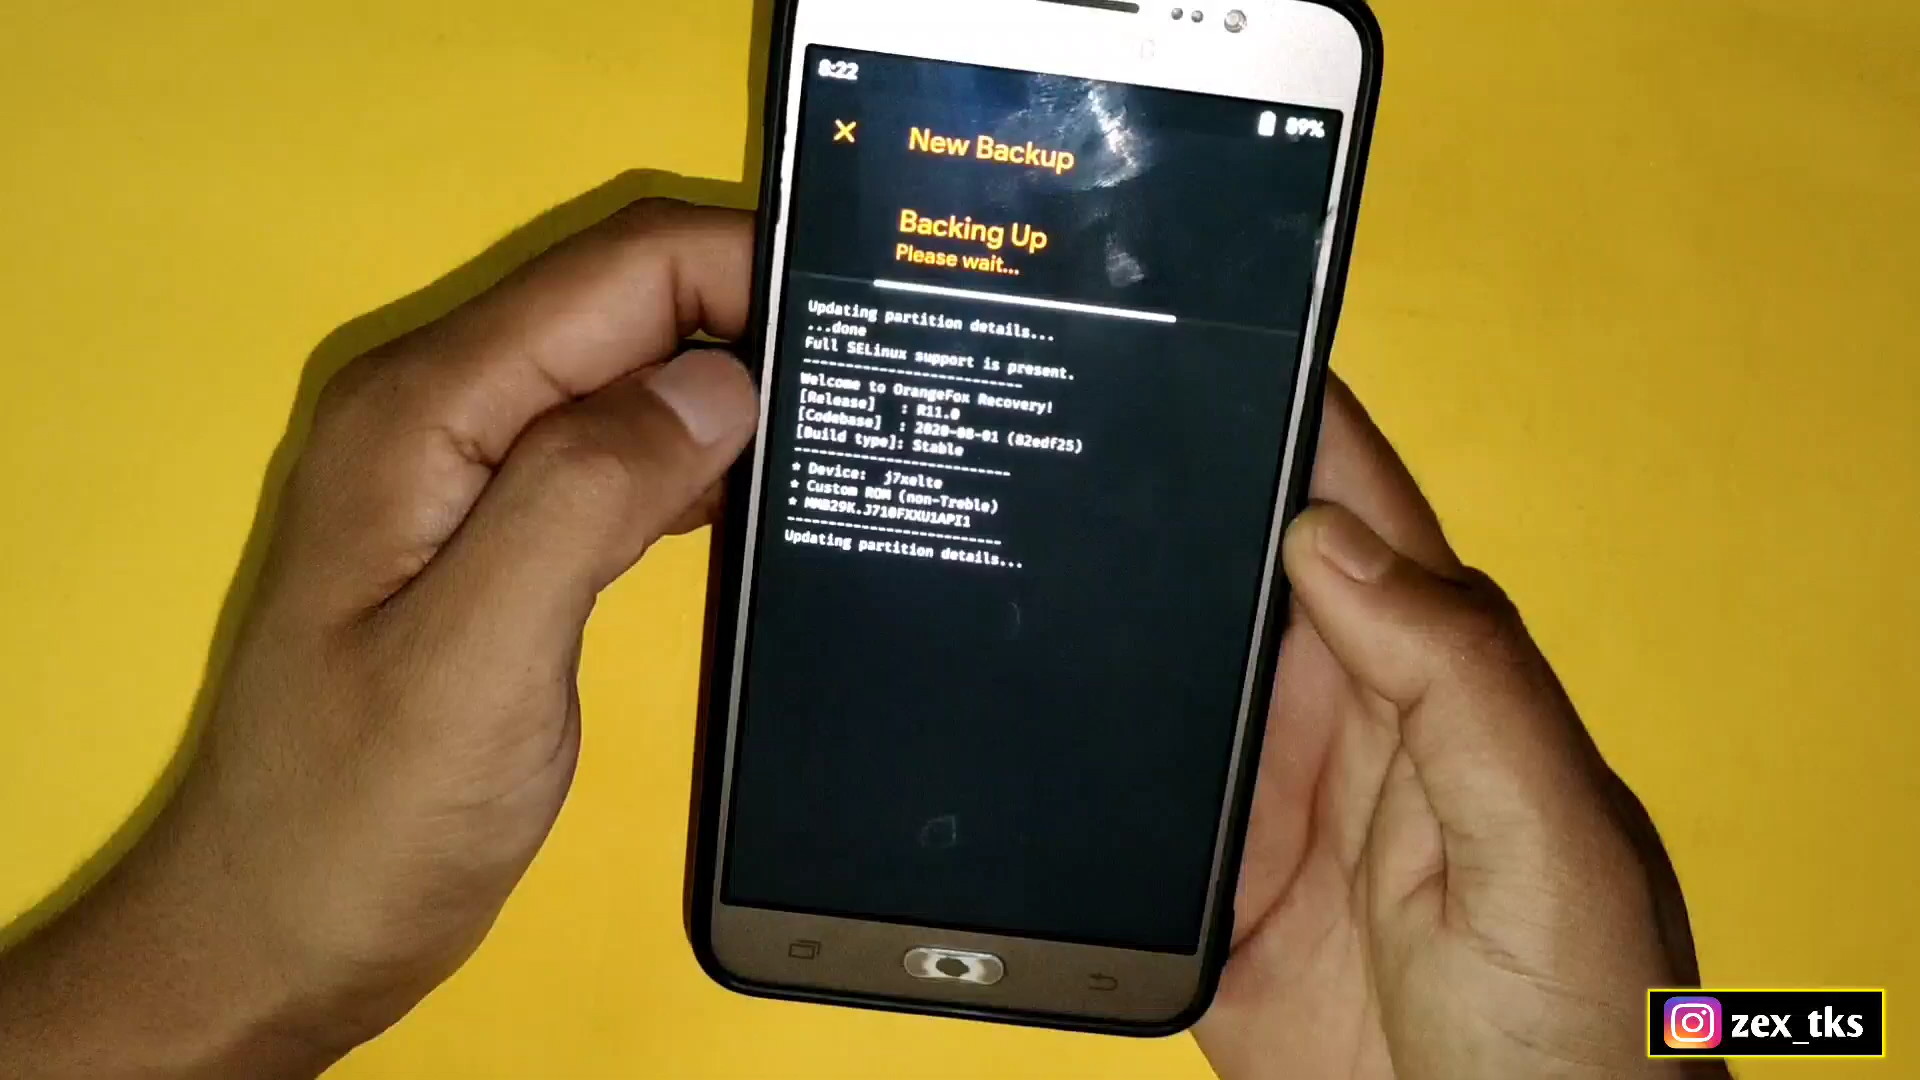 8:22
89%
New Backup
Backing Up
Please wait...
Updating partition details...
...done
Full SELinux support is present.
--------------------------
Welcome to OrangeFox Recovery!
[Release]   : R11.0
[Codebase]  : 2020-08-01 (82edf25)
[Build type]: Stable
--------------------------
* Device:  j7xelte
* Custom ROM (non-Treble)
* MMB29K.J710FXXU1API1
--------------------------
Updating partition details...
zex_tks